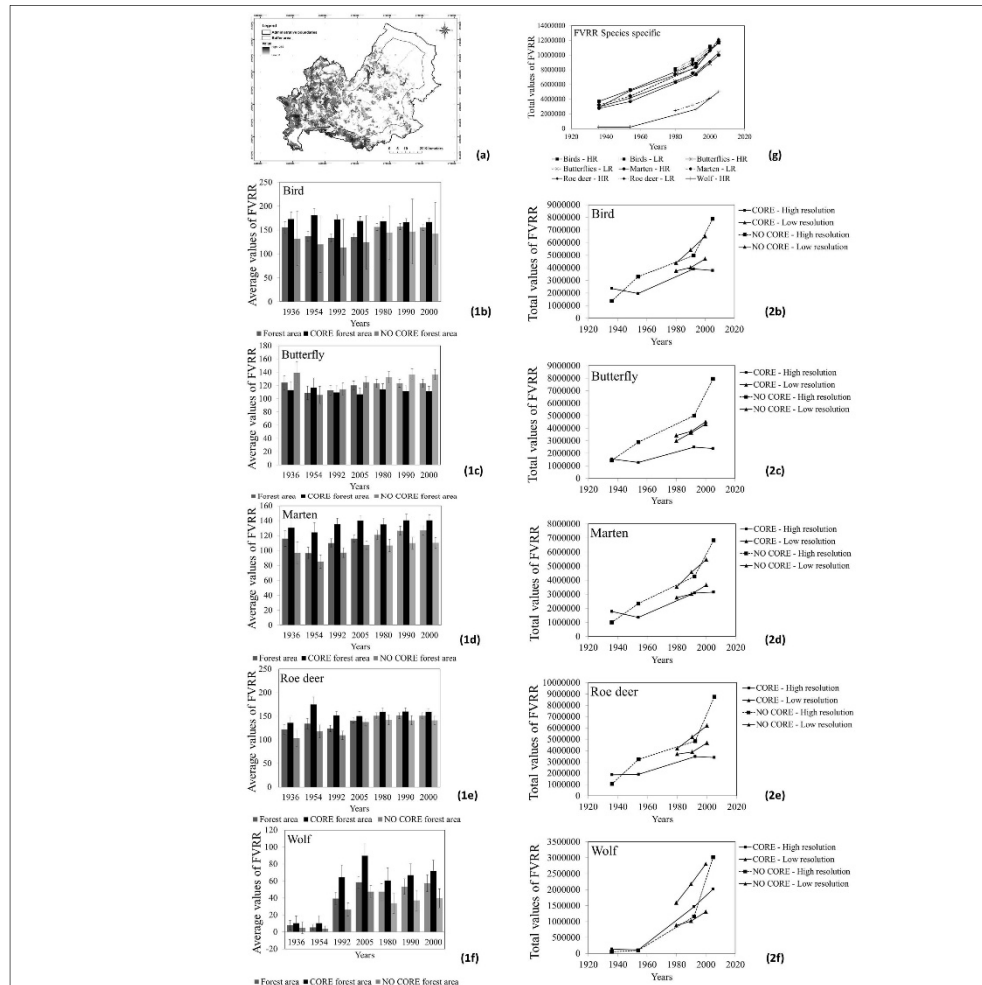 Legend
Administrative boundaries
(a)
FVRR Species specific
Total values of FVRR
12000000
10000000
8000000
6000000
4000000
2000000
0
1920 1940 1960 1980 2000 2020
Years
Birds - HR Birds - LR Butterflies - HR
Butterflies - LR Marten - HR Marten - LR
Roe deer - HR Roe deer - LR Wolf - HR
(g)
Bird
Average values of FVRR
250
200
150
100
50
0
1936 1954 1992 2005 1980 1990 2000
Years
Forest area CORE forest area NO CORE forest area
(1b)
Bird
Total values of FVRR
9000000
8000000
7000000
6000000
5000000
4000000
3000000
2000000
1000000
0
1920 1940 1960 1980 2000 2020
Years
CORE - High resolution
CORE - Low resolution
NO CORE - High resolution
NO CORE - Low resolution
(2b)
Butterfly
Average values of FVRR
180
160
140
120
100
80
60
40
20
0
1936 1954 1992 2005 1980 1990 2000
Years
Forest area CORE forest area NO CORE forest area
(1c)
Butterfly
Total values of FVRR
9000000
8000000
7000000
6000000
5000000
4000000
3000000
2000000
1000000
0
1920 1940 1960 1980 2000 2020
Years
CORE - High resolution
CORE - Low resolution
NO CORE - High resolution
NO CORE - Low resolution
(2c)
Marten
Average values of FVRR
160
140
120
100
80
60
40
20
0
1936 1954 1992 2005 1980 1990 2000
Years
Forest area CORE forest area NO CORE forest area
(1d)
Marten
Total values of FVRR
8000000
7000000
6000000
5000000
4000000
3000000
2000000
1000000
0
1920 1940 1960 1980 2000 2020
Years
CORE - High resolution
CORE - Low resolution
NO CORE - High resolution
NO CORE - Low resolution
(2d)
Roe deer
Average values of FVRR
250
200
150
100
50
0
1936 1954 1992 2005 1980 1990 2000
Years
Forest area CORE forest area NO CORE forest area
(1e)
Roe deer
Total values of FVRR
10000000
9000000
8000000
7000000
6000000
5000000
4000000
3000000
2000000
1000000
0
1920 1940 1960 1980 2000 2020
Years
CORE - High resolution
CORE - Low resolution
NO CORE - High resolution
NO CORE - Low resolution
(2e)
Wolf
Average values of FVRR
120
100
80
60
40
20
0
-20
1936 1954 1992 2005 1980 1990 2000
Years
Forest area CORE forest area NO CORE forest area
(1f)
Wolf
Total values of FVRR
3500000
3000000
2500000
2000000
1500000
1000000
500000
0
1920 1940 1960 1980 2000 2020
Years
CORE - High resolution
CORE - Low resolution
NO CORE - High resolution
NO CORE - Low resolution
(2f)